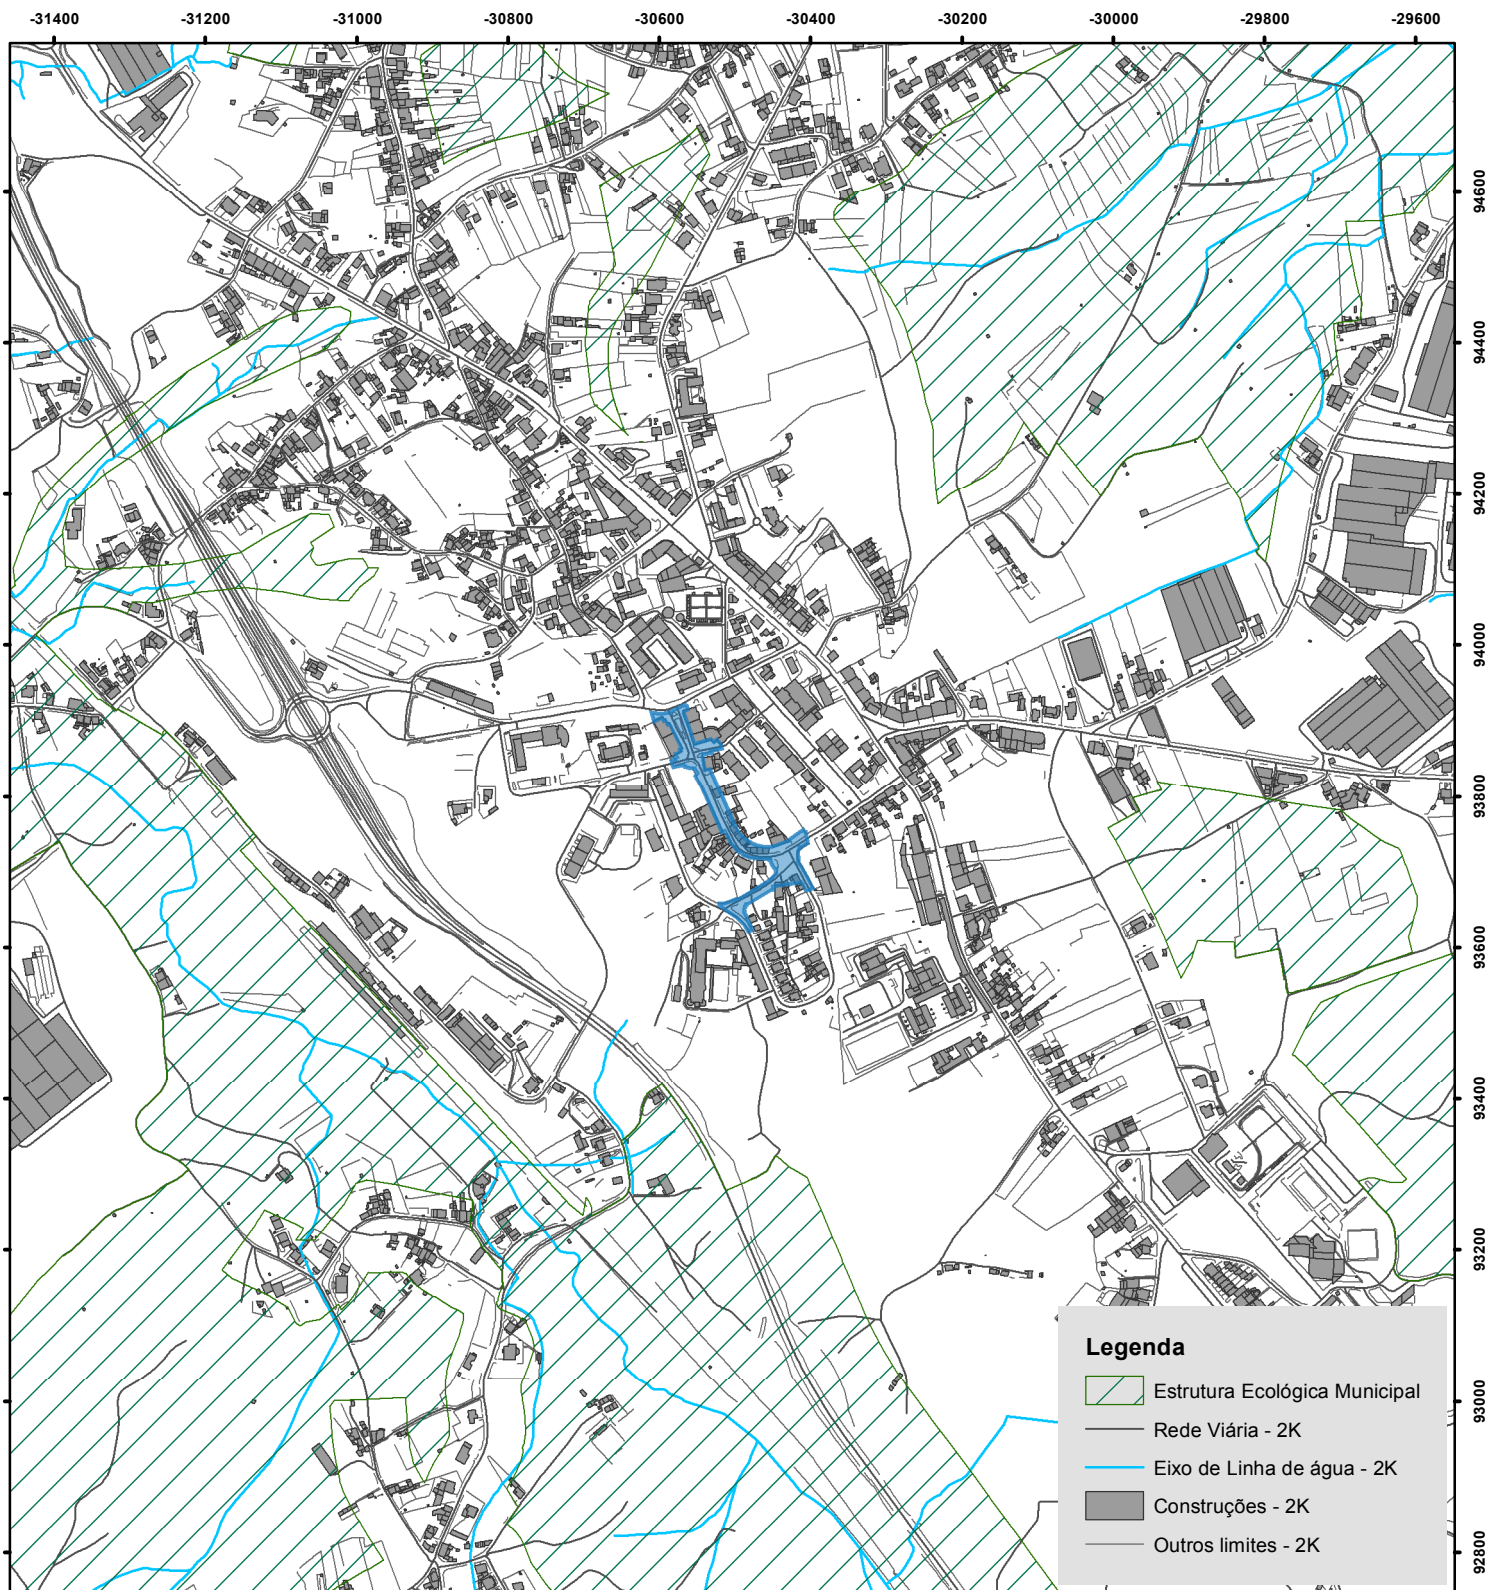 -31400 -31200 -31000 -30800 -30600 -30400 -30200 -30000 -29800 -29600
94600
94400
94200
94000
93800
93600
93400
93200
93000
92800
Legenda
Estrutura Ecológica Municipal
Rede Viária - 2K
Eixo de Linha de água - 2K
Construções - 2K
Outros limites - 2K